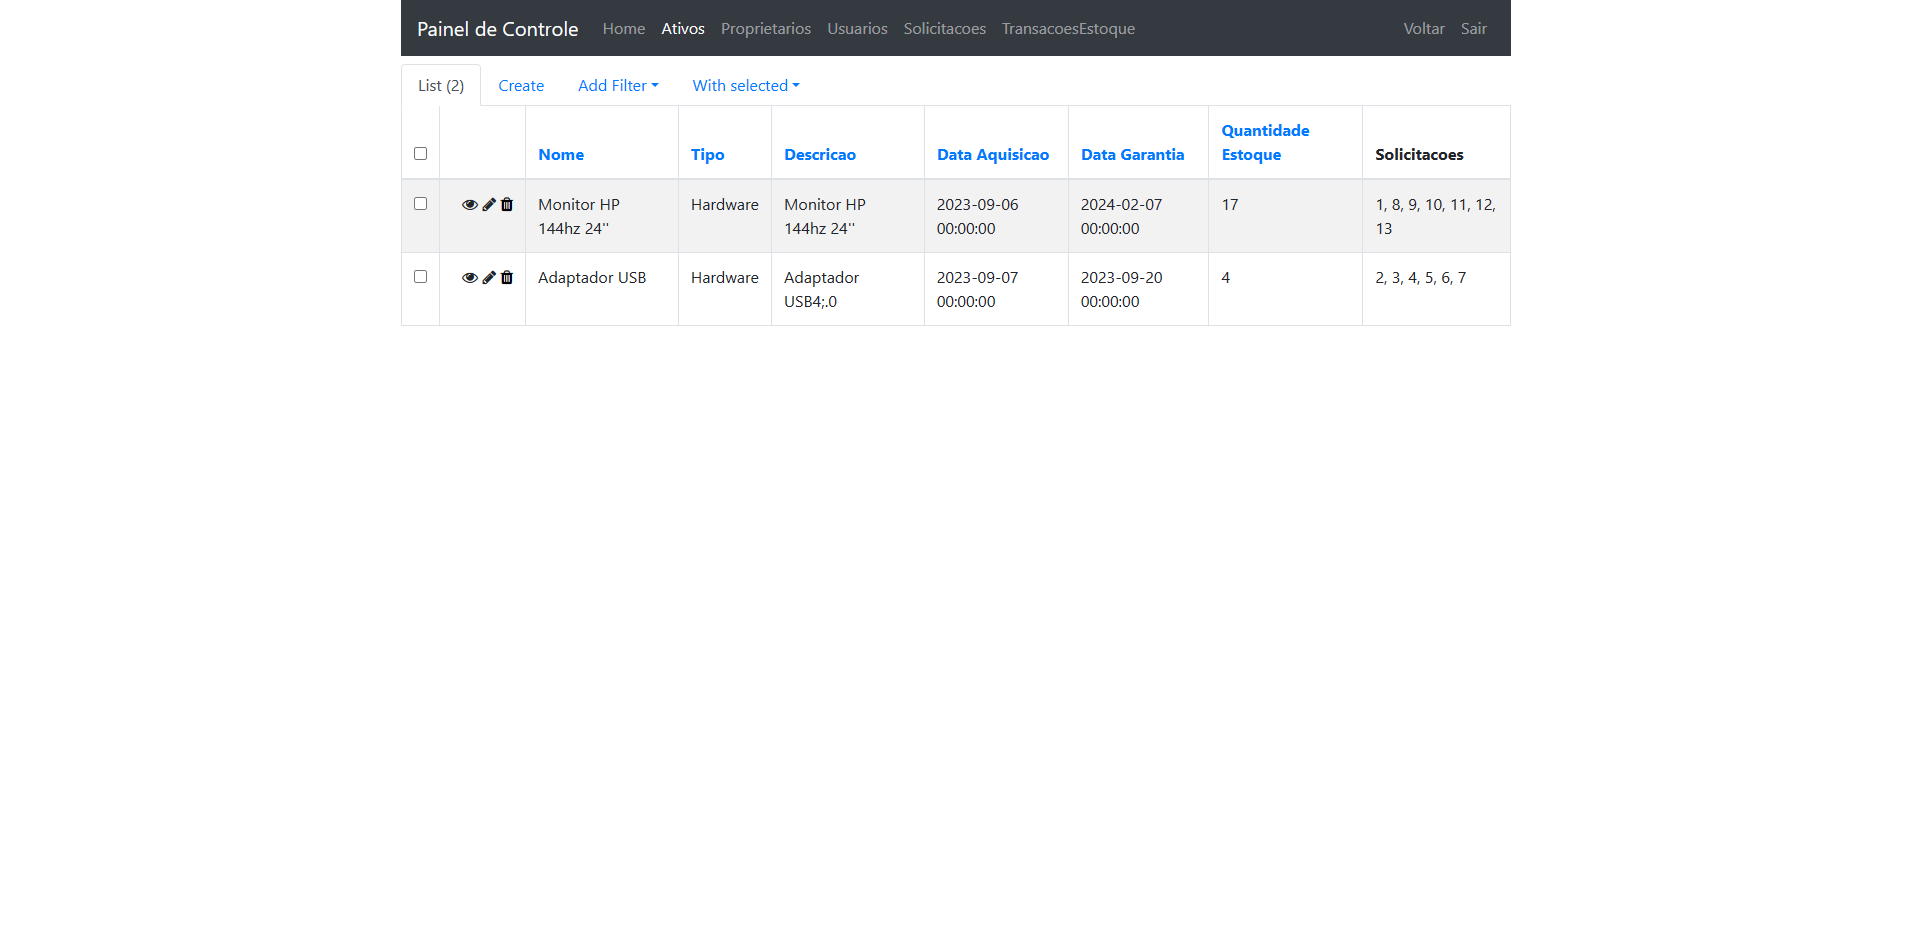 Painel de Controle Home Ativos Proprietarios Usuarios Solicitacoes TransacoesEstoque Voltar Sair
List (2) Create Add Filter With selected
Nome Tipo Descricao Data Aquisicao Data Garantia Quantidade Estoque Solicitacoes
Monitor HP 144hz 24'' Hardware Monitor HP 144hz 24'' 2023-09-06 00:00:00 2024-02-07 00:00:00 17 1, 8, 9, 10, 11, 12, 13
Adaptador USB Hardware Adaptador USB4;.0 2023-09-07 00:00:00 2023-09-20 00:00:00 4 2, 3, 4, 5, 6, 7